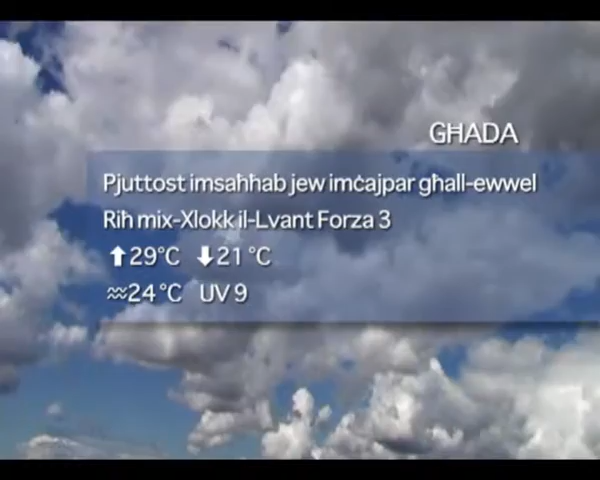 GĦADA
Pjuttost imsaħħab jew imċajpar għall-ewwel
Riħ mix-Xlokk il-Lvant Forza 3
⬆29°C ⬇21°C
♒24°C UV 9